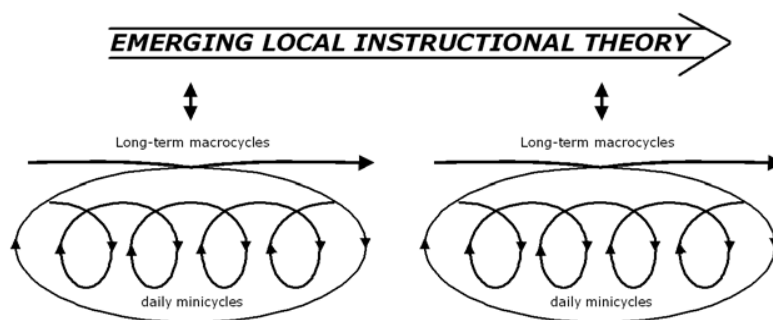 EMERGING LOCAL INSTRUCTIONAL THEORY
Long-term macrocycles
Long-term macrocycles
daily minicycles
daily minicycles